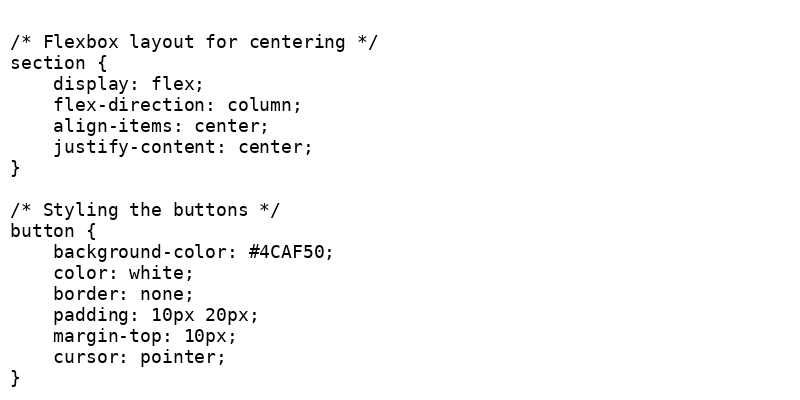 /* Flexbox layout for centering */
section {
    display: flex;
    flex-direction: column;
    align-items: center;
    justify-content: center;
}

/* Styling the buttons */
button {
    background-color: #4CAF50;
    color: white;
    border: none;
    padding: 10px 20px;
    margin-top: 10px;
    cursor: pointer;
}